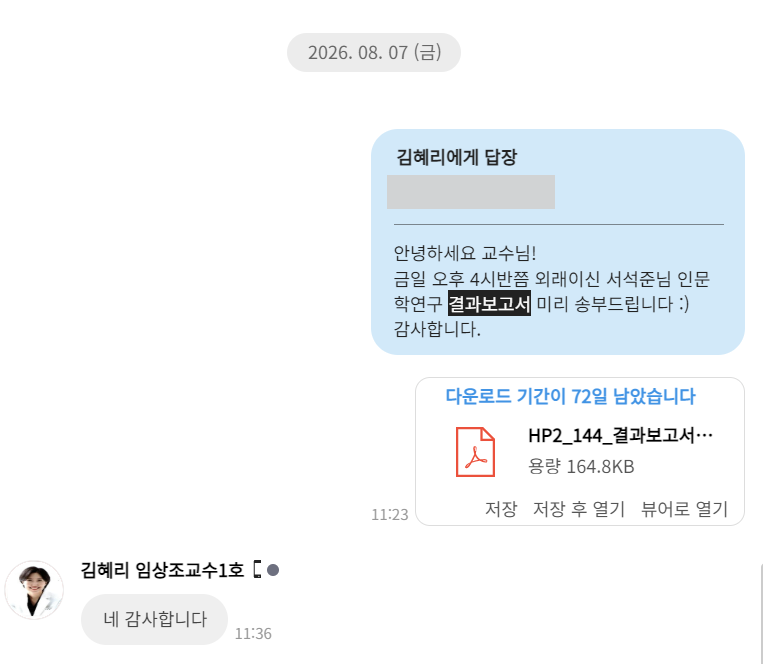 2026. 08. 07 (금)
김혜리에게 답장
안녕하세요 교수님!
금일 오후 4시반쯤 외래이신 서석준님 인문
학연구 결과보고서 미리 송부드립니다 :)
감사합니다.
다운로드 기간이 72일 남았습니다
HP2_144_결과보고서…
용량 164.8KB
저장 저장 후 열기 뷰어로 열기
11:23
김혜리 임상조교수1호
네 감사합니다
11:36